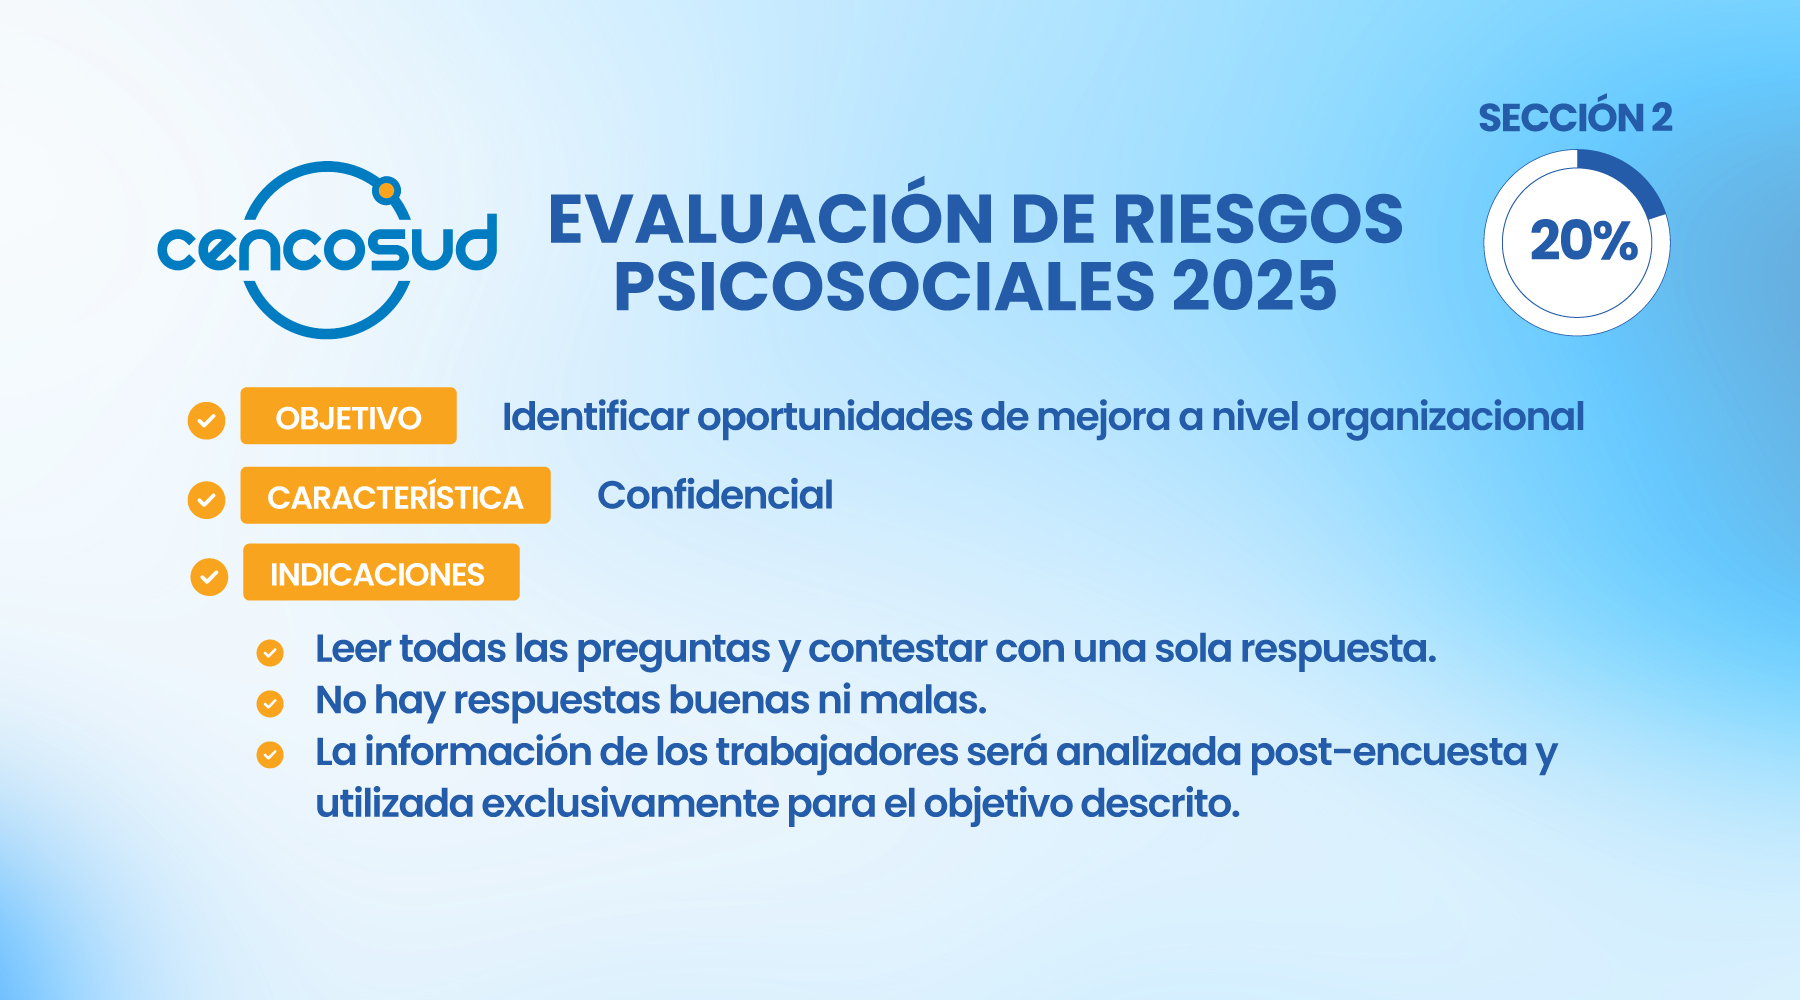 cencosud
EVALUACIÓN DE RIESGOS
PSICOSOCIALES 2025
SECCIÓN 2
20%
OBJETIVO Identificar oportunidades de mejora a nivel organizacional
CARACTERÍSTICA Confidencial
INDICACIONES
Leer todas las preguntas y contestar con una sola respuesta.
No hay respuestas buenas ni malas.
La información de los trabajadores será analizada post-encuesta y
utilizada exclusivamente para el objetivo descrito.